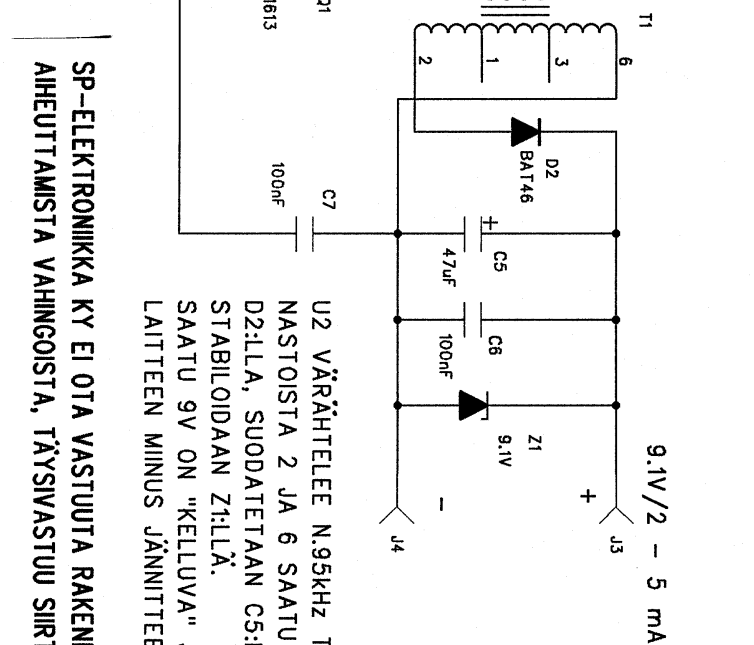 T1
6
3
1
2
Q1
1613
D2
BAT46
C7
100nF
+
C5
47uF
C6
100nF
Z1
9.1V
9.1V/2 - 5 mA
+
-
J3
J4
U2 VÄRÄHTELEE N.95kHz T
NASTOISTA 2 JA 6 SAATU
D2:LLA, SUODATETAAN C5:
STABILOIDAAN Z1:LLÄ.
SAATU 9V ON "KELLUVA"
LAITTEEN MIINUS JÄNNITTEE
SP-ELEKTRONIIKKA KY EI OTA VASTUUTA RAKENN
AIHEUTTAMISTA VAHINGOISTA, TÄYSIVASTUU SIIRT